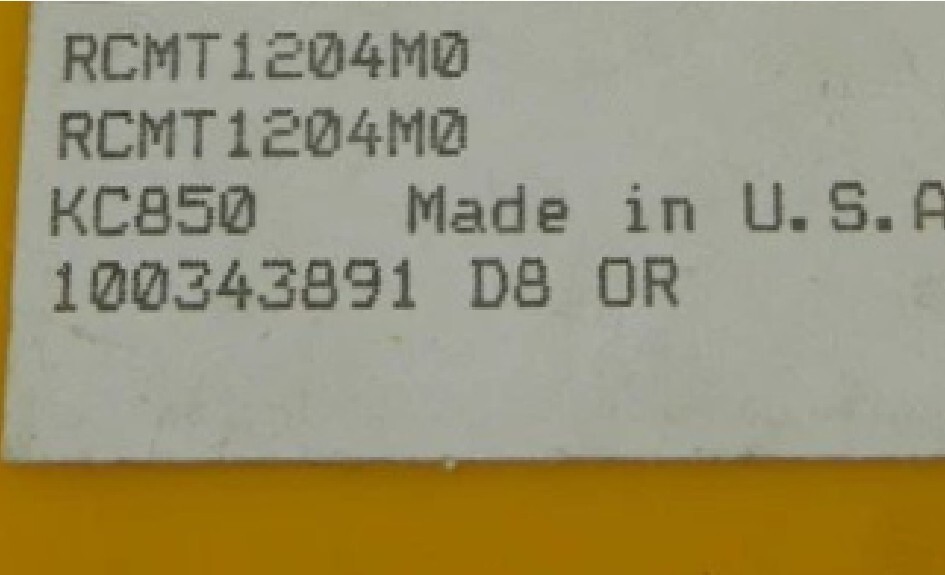 RCMT1204M0
RCMT1204M0
KC850 Made in U.S.A
100343891 D8 OR